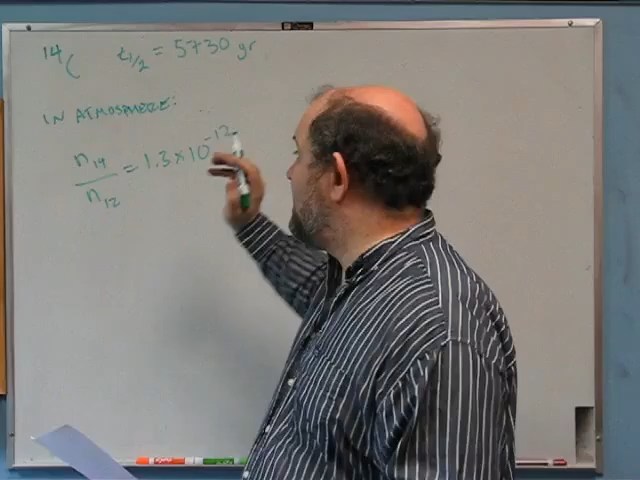 ¹⁴C t₁/₂ = 5730 yr
IN ATMOSPHERE:
n₁₄/n₁₂ = 1.3 × 10⁻¹²